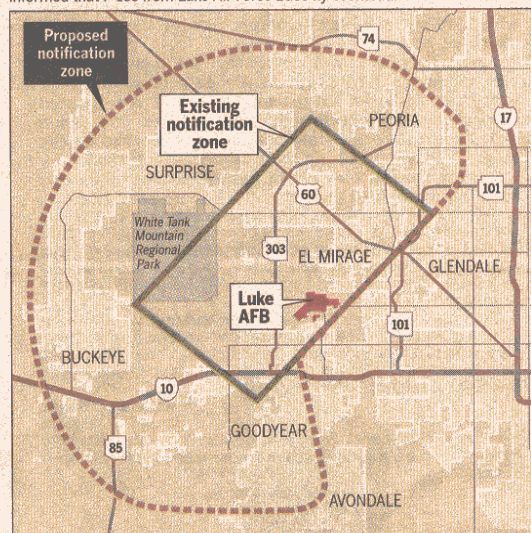 Proposed
notification
zone
74
Existing
notification
zone
PEORIA
17
SURPRISE
101
60
White Tank
Mountain
Regional
Park
303
EL MIRAGE
GLENDALE
Luke
AFB
101
BUCKEYE
10
GOODYEAR
85
AVONDALE